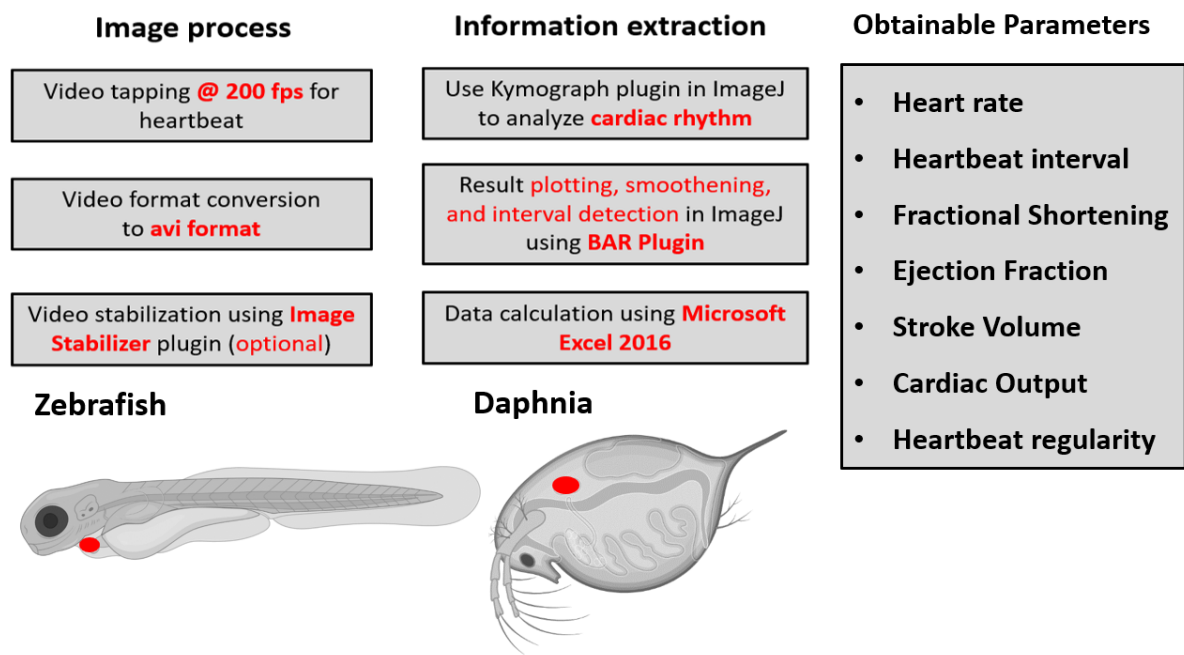 Image process
Video tapping @ 200 fps for
heartbeat
Video format conversion
to avi format
Video stabilization using Image
Stabilizer plugin (optional)
Information extraction
Use Kymograph plugin in ImageJ
to analyze cardiac rhythm
Result plotting, smoothening,
and interval detection in ImageJ
using BAR Plugin
Data calculation using Microsoft
Excel 2016
Obtainable Parameters
• Heart rate
• Heartbeat interval
• Fractional Shortening
• Ejection Fraction
• Stroke Volume
• Cardiac Output
• Heartbeat regularity
Zebrafish
Daphnia